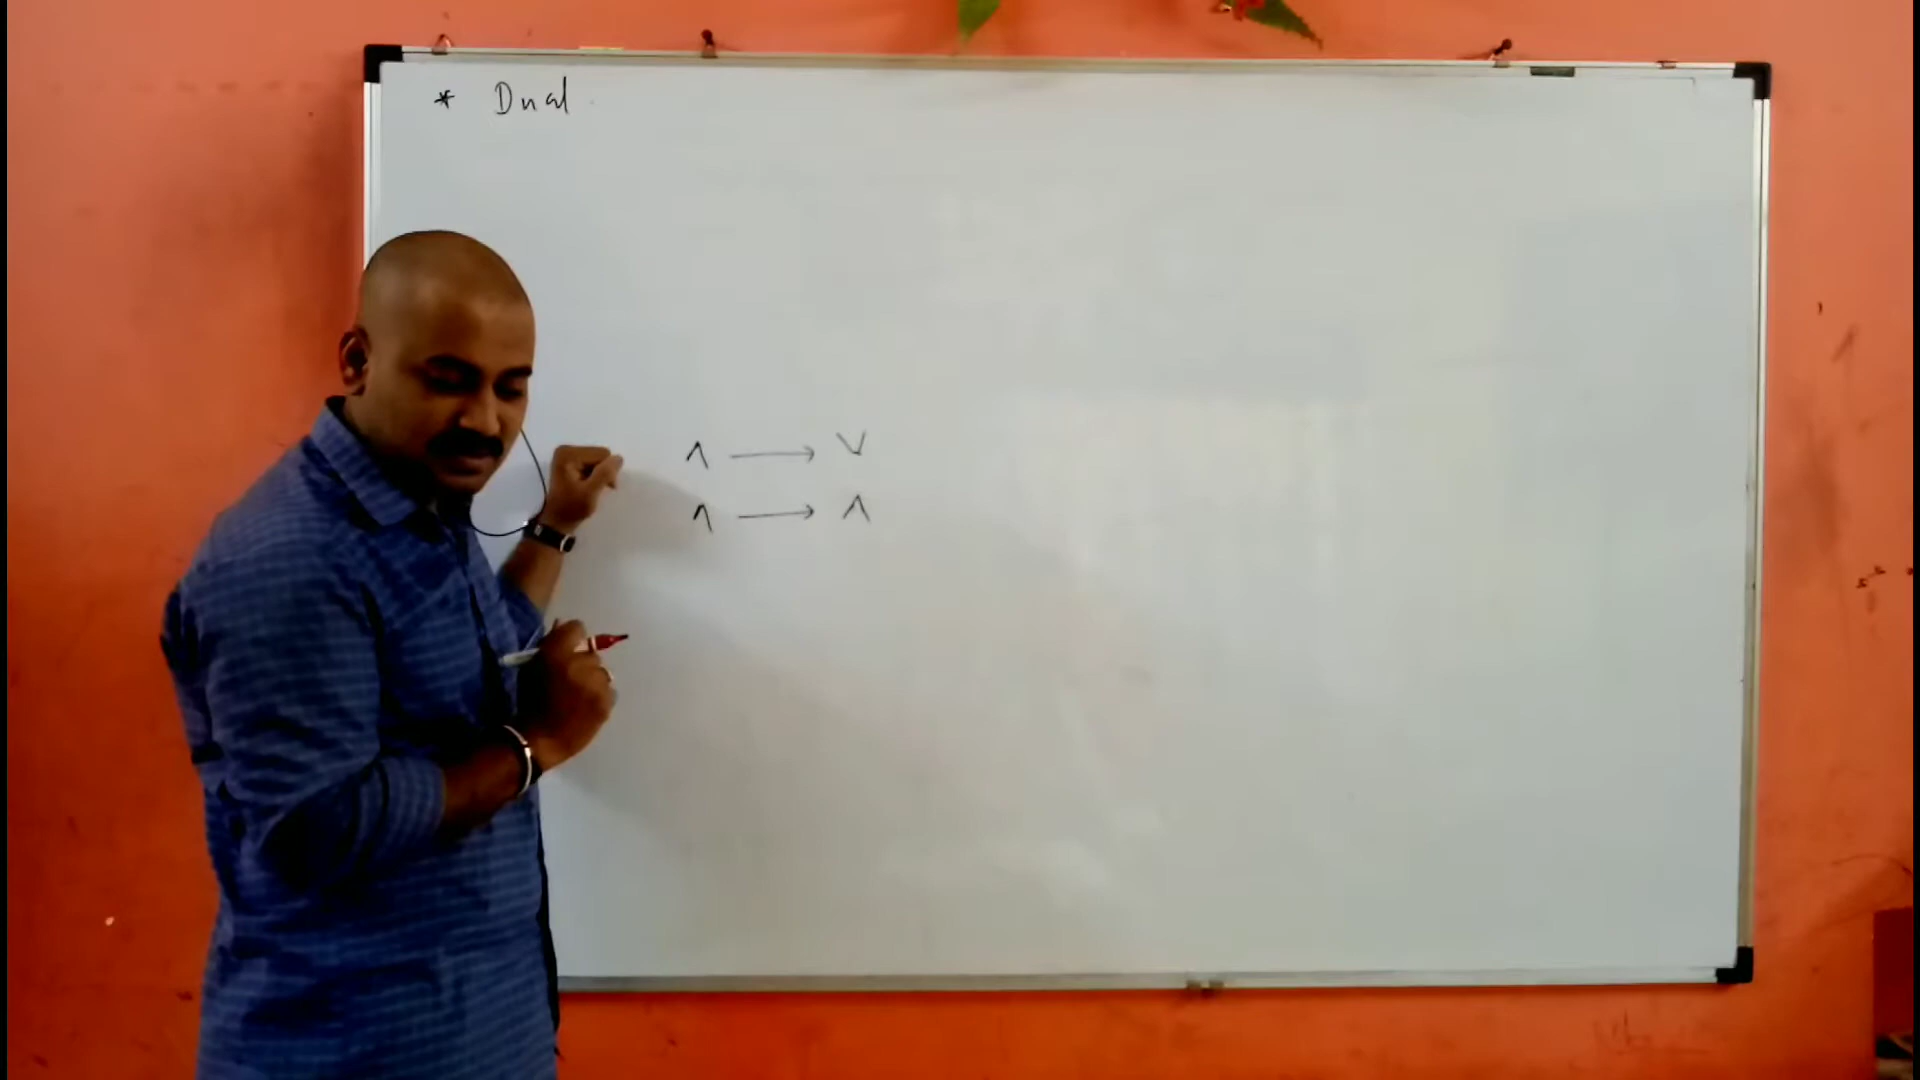 * Dual
∧ → ∨
∧ → ∧